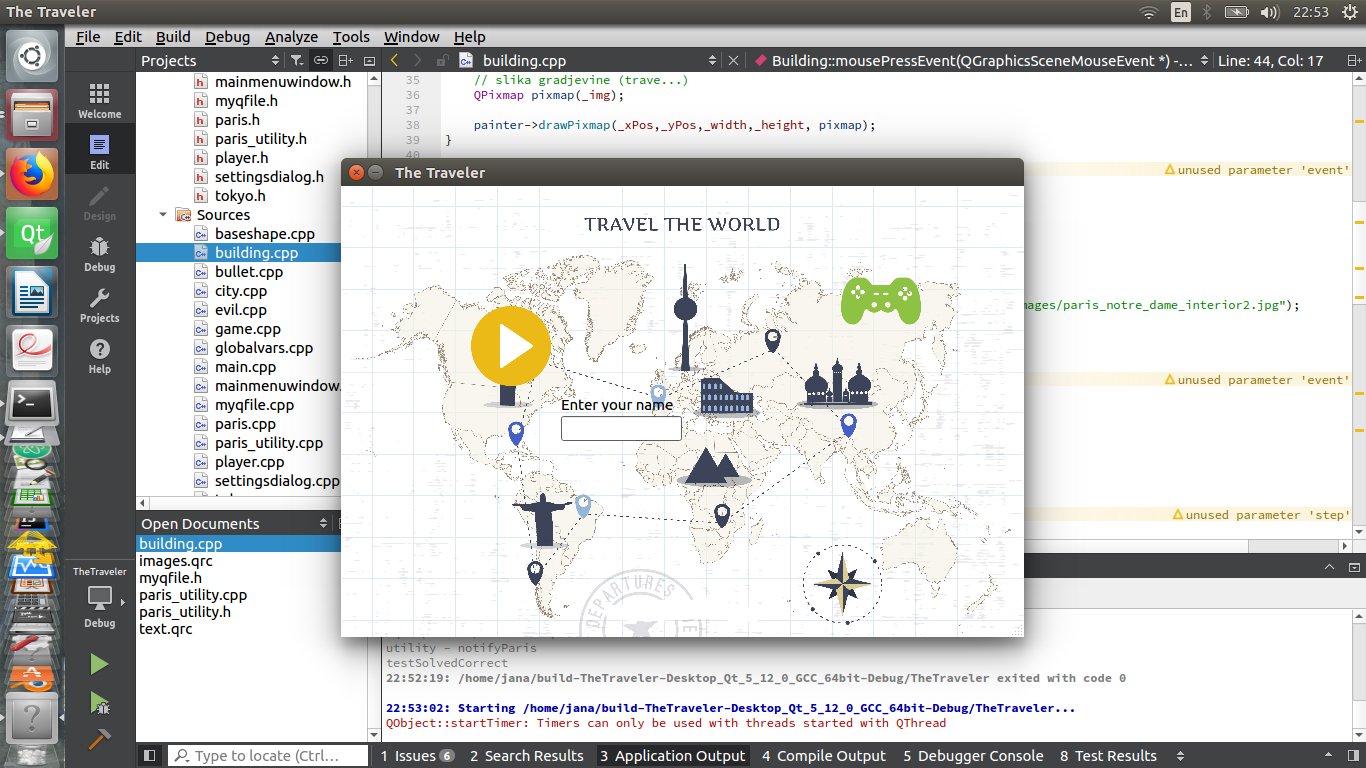 The Traveler
En
22:53
File Edit Build Debug Analyze Tools Window Help
Projects
building.cpp
Building::mousePressEvent(QGraphicsSceneMouseEvent *) -...
Line: 44, Col: 17
Welcome
Edit
Design
Debug
Projects
Help
TheTraveler
Debug
mainmenuwindow.h
myqfile.h
paris.h
paris_utility.h
player.h
settingsdialog.h
tokyo.h
Sources
baseshape.cpp
building.cpp
bullet.cpp
city.cpp
evil.cpp
game.cpp
globalvars.cpp
main.cpp
mainmenuwindow.
myqfile.cpp
paris.cpp
paris_utility.cpp
player.cpp
settingsdialog.cpp
Open Documents
building.cpp
images.qrc
myqfile.h
paris_utility.cpp
paris_utility.h
text.qrc
35 // slika gradjevine (trave...)
36 QPixmap pixmap(_img);
37
38 painter->drawPixmap(_xPos,_yPos,_width,_height, pixmap);
39 }
40
unused parameter 'event'
mages/paris_notre_dame_interior2.jpg");
unused parameter 'event'
unused parameter 'step'
The Traveler
TRAVEL THE WORLD
Enter your name
DEPARTURES
utility - notifyParis
testSolvedCorrect
22:52:19: /home/jana/build-TheTraveler-Desktop_Qt_5_12_0_GCC_64bit-Debug/TheTraveler exited with code 0
22:53:02: Starting /home/jana/build-TheTraveler-Desktop_Qt_5_12_0_GCC_64bit-Debug/TheTraveler...
QObject::startTimer: Timers can only be used with threads started with QThread
Type to locate (Ctrl...
1 Issues 6 2 Search Results 3 Application Output 4 Compile Output 5 Debugger Console 8 Test Results